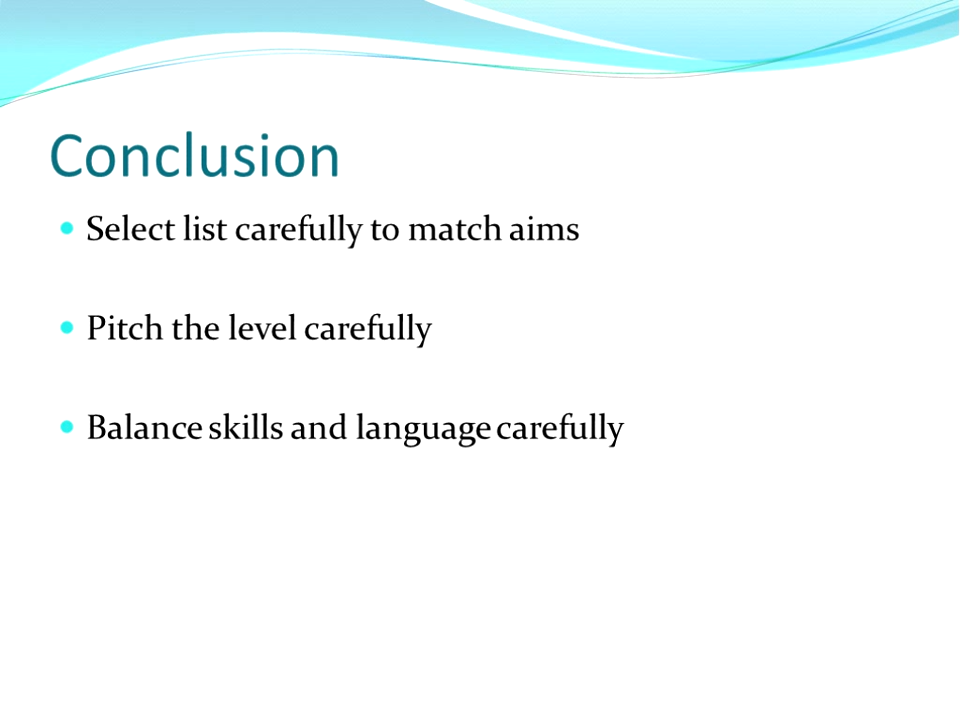 Conclusion
Select list carefully to match aims
Pitch the level carefully
Balance skills and language carefully